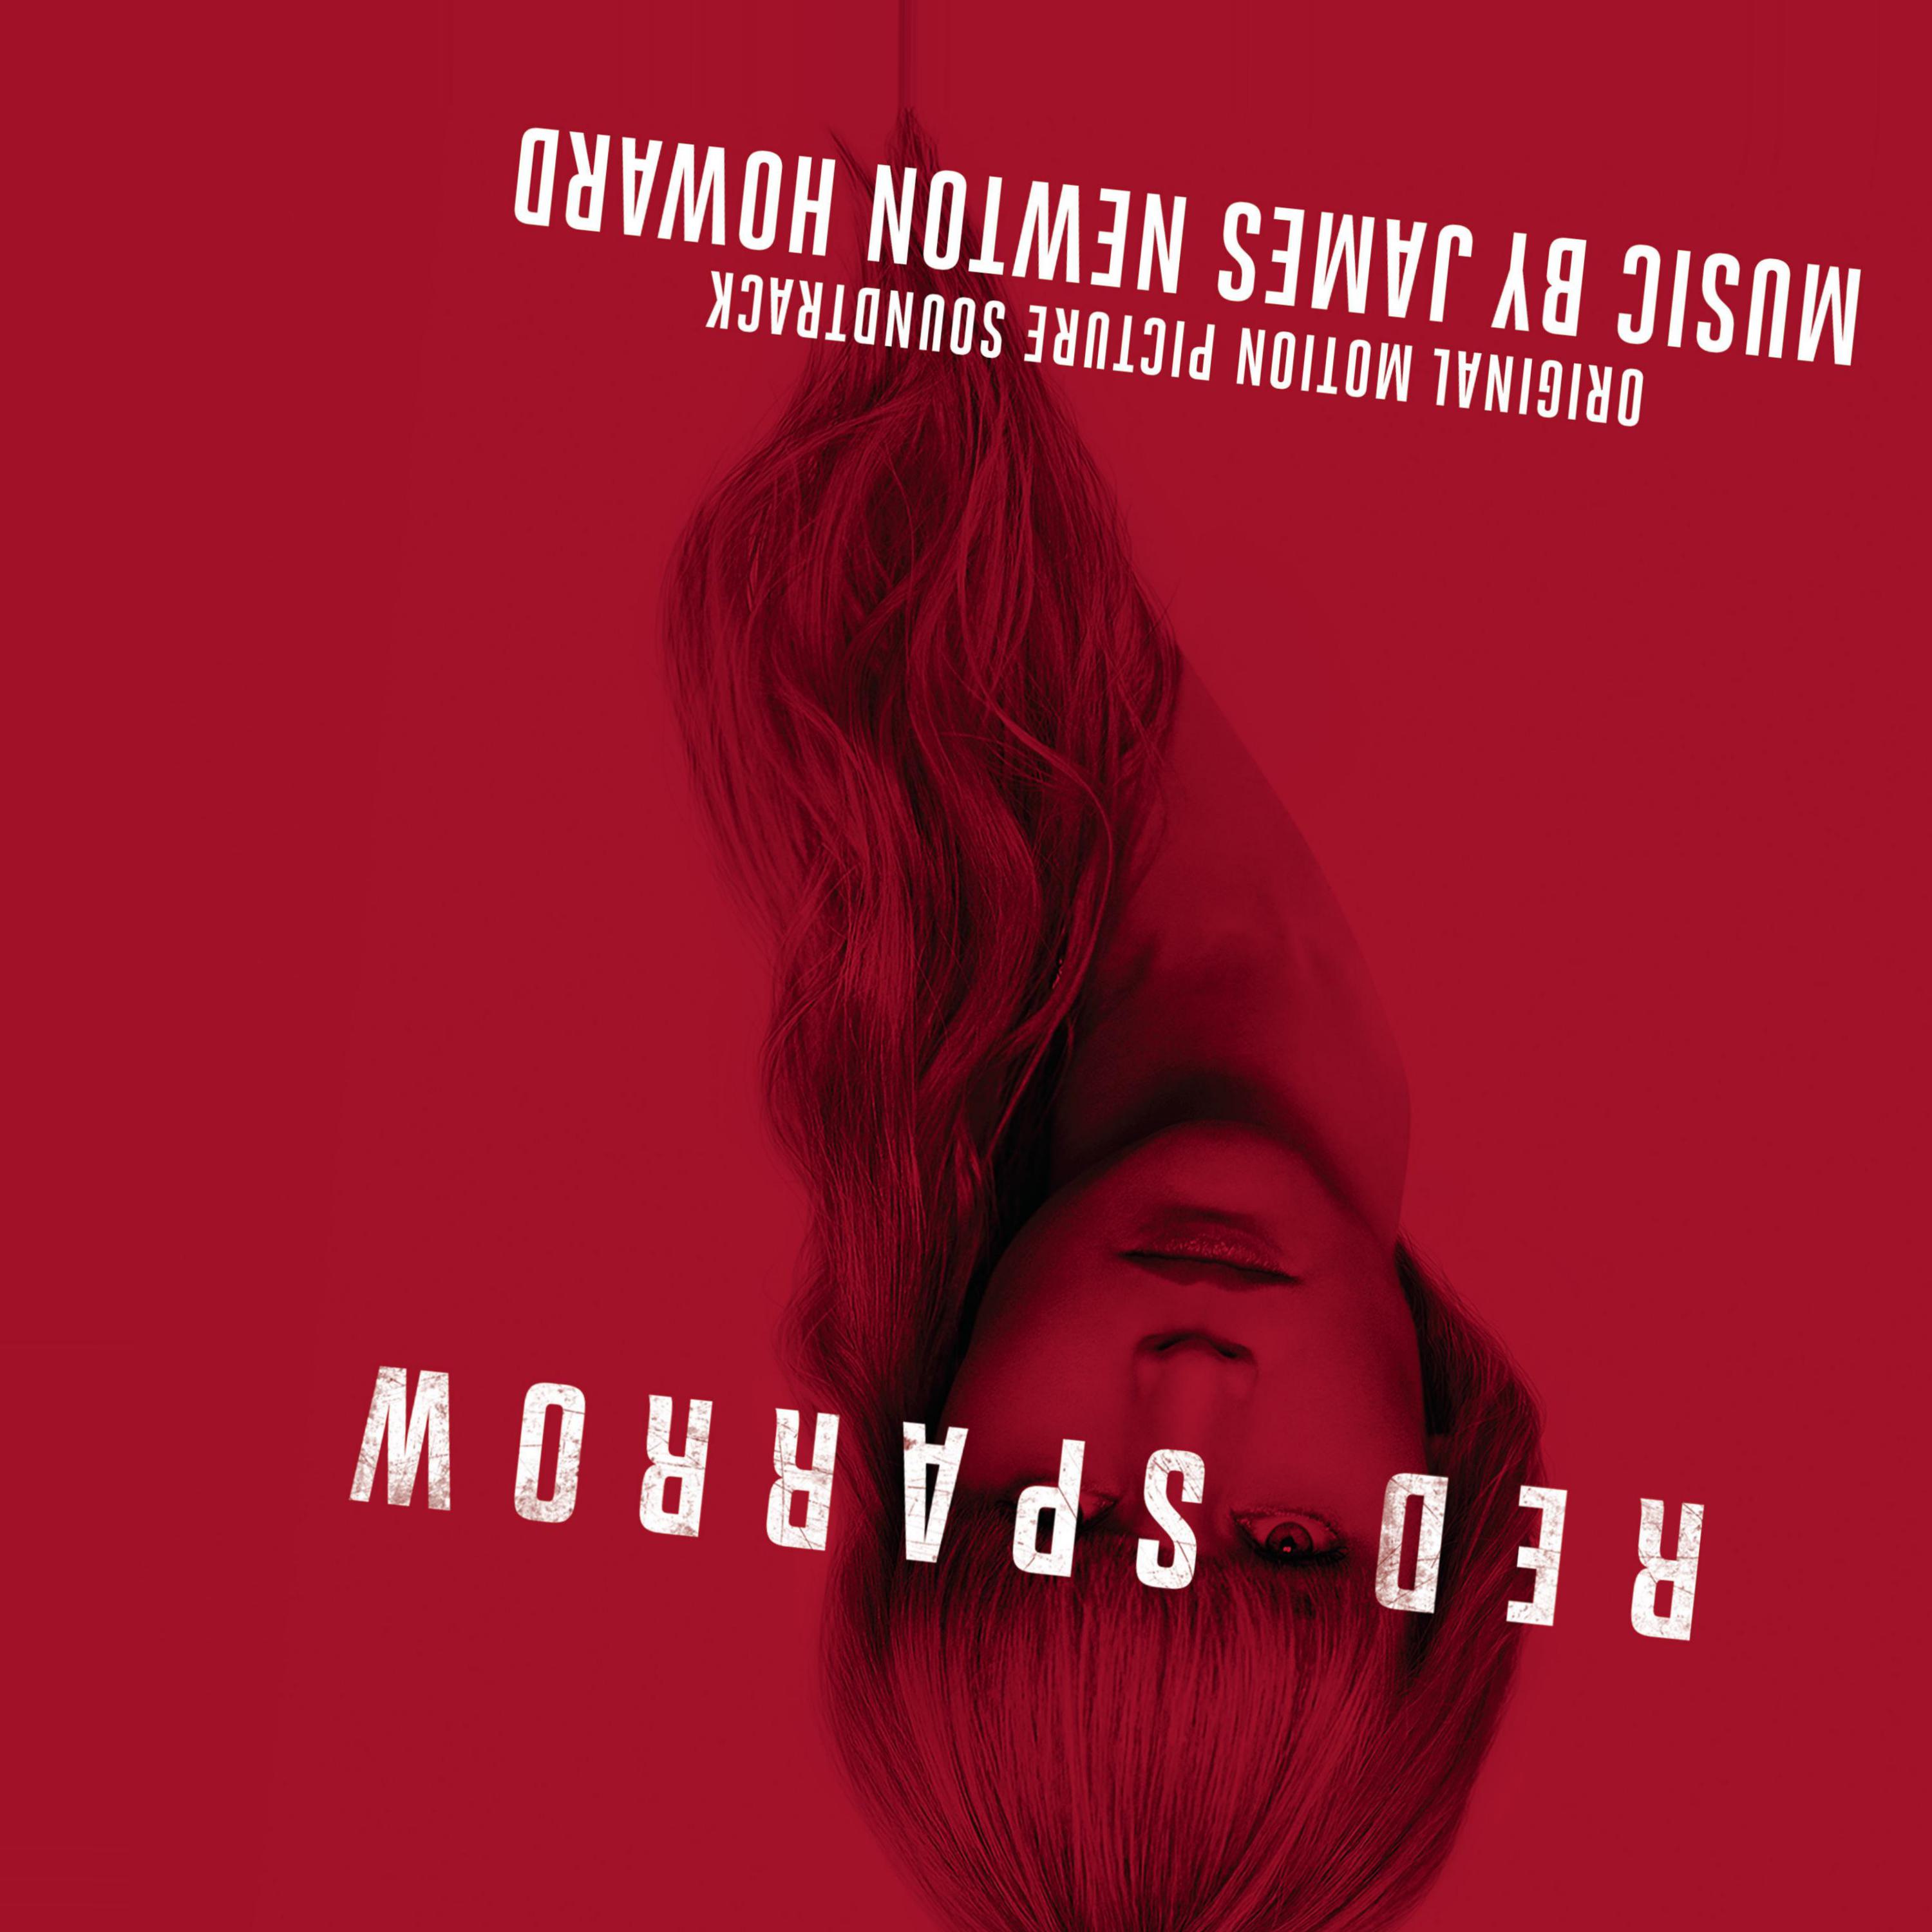 RED SPARROW
ORIGINAL MOTION PICTURE SOUNDTRACK
MUSIC BY JAMES NEWTON HOWARD